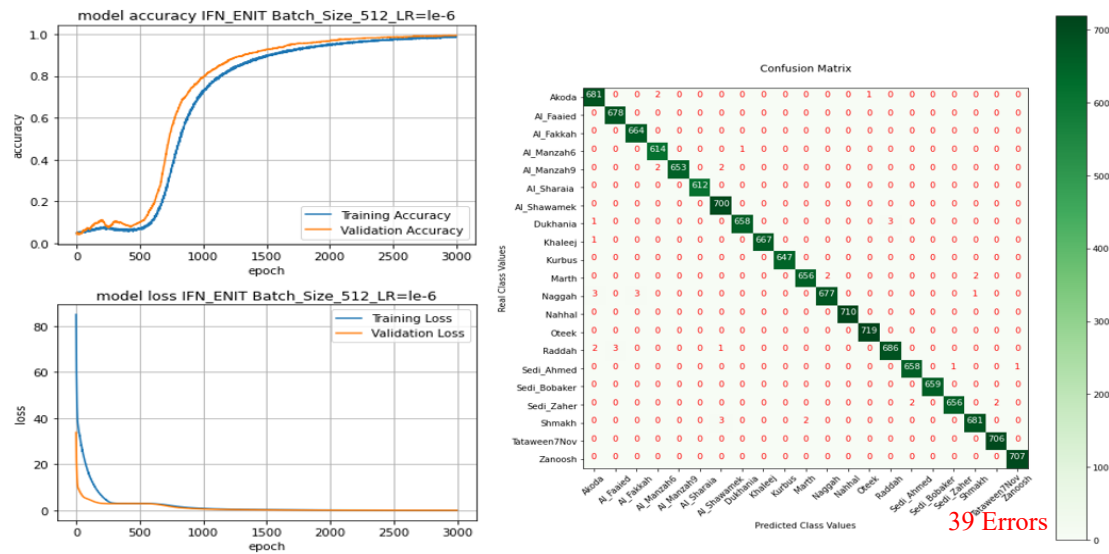 model accuracy IFN_ENIT Batch_Size_512_LR=le-6
1.0
0.8
0.6
0.4
0.2
0.0
accuracy
Training Accuracy
Validation Accuracy
0 500 1000 1500 2000 2500 3000
epoch
model loss IFN_ENIT Batch_Size_512_LR=le-6
80
60
40
20
0
loss
Training Loss
Validation Loss
0 500 1000 1500 2000 2500 3000
epoch
Confusion Matrix
Real Class Values
Akoda 681 0 0 2 0 0 0 0 0 0 0 0 0 1 0 0 0 0 0 0 0
Al_Faaied 0 678 0 0 0 0 0 0 0 0 0 0 0 0 0 0 0 0 0 0 0
Al_Fakkah 0 0 664 0 0 0 0 0 0 0 0 0 0 0 0 0 0 0 0 0 0
Al_Manzah6 0 0 0 614 0 0 0 1 0 0 0 0 0 0 0 0 0 0 0 0 0
Al_Manzah9 0 0 0 2 653 0 2 0 0 0 0 0 0 0 0 0 0 0 0 0 0
Al_Sharaia 0 0 0 0 0 612 0 0 0 0 0 0 0 0 0 0 0 0 0 0 0
Al_Shawamek 0 0 0 0 0 0 700 0 0 0 0 0 0 0 0 0 0 0 0 0 0
Dukhania 1 0 0 0 0 0 0 658 0 0 0 0 0 0 3 0 0 0 0 0 0
Khaleej 1 0 0 0 0 0 0 0 667 0 0 0 0 0 0 0 0 0 0 0 0
Kurbus 0 0 0 0 0 0 0 0 0 647 0 0 0 0 0 0 0 0 0 0 0
Marth 0 0 0 0 0 0 0 0 0 0 656 2 0 0 0 0 0 0 2 0 0
Naggah 3 0 3 0 0 0 0 0 0 0 0 677 0 0 0 0 0 0 1 0 0
Nahhal 0 0 0 0 0 0 0 0 0 0 0 0 710 0 0 0 0 0 0 0 0
Oteek 0 0 0 0 0 0 0 0 0 0 0 0 0 719 0 0 0 0 0 0 0
Raddah 2 3 0 0 0 0 1 0 0 0 0 0 0 0 686 0 0 0 0 0 0
Sedi_Ahmed 0 0 0 0 0 0 0 0 0 0 0 0 0 0 0 658 0 1 0 0 1
Sedi_Bobaker 0 0 0 0 0 0 0 0 0 0 0 0 0 0 0 0 659 0 0 0 0
Sedi_Zaher 0 0 0 0 0 0 0 0 0 0 0 0 0 0 0 2 0 656 0 2 0
Shmakh 0 0 0 0 0 0 3 0 0 0 2 0 0 0 0 0 0 0 681 0 0
Tataween7Nov 0 0 0 0 0 0 0 0 0 0 0 0 0 0 0 0 0 0 0 706 0
Zanoosh 0 0 0 0 0 0 0 0 0 0 0 0 0 0 0 0 0 0 0 0 707
Akoda Al_Faaied Al_Fakkah Al_Manzah6 Al_Manzah9 Al_Sharaia Al_Shawamek Dukhania Khaleej Kurbus Marth Naggah Nahhal Oteek Raddah Sedi_Ahmed Sedi_Bobaker Sedi_Zaher Shmakh Tataween7Nov Zanoosh
Predicted Class Values
39 Errors
700
600
500
400
300
200
100
0